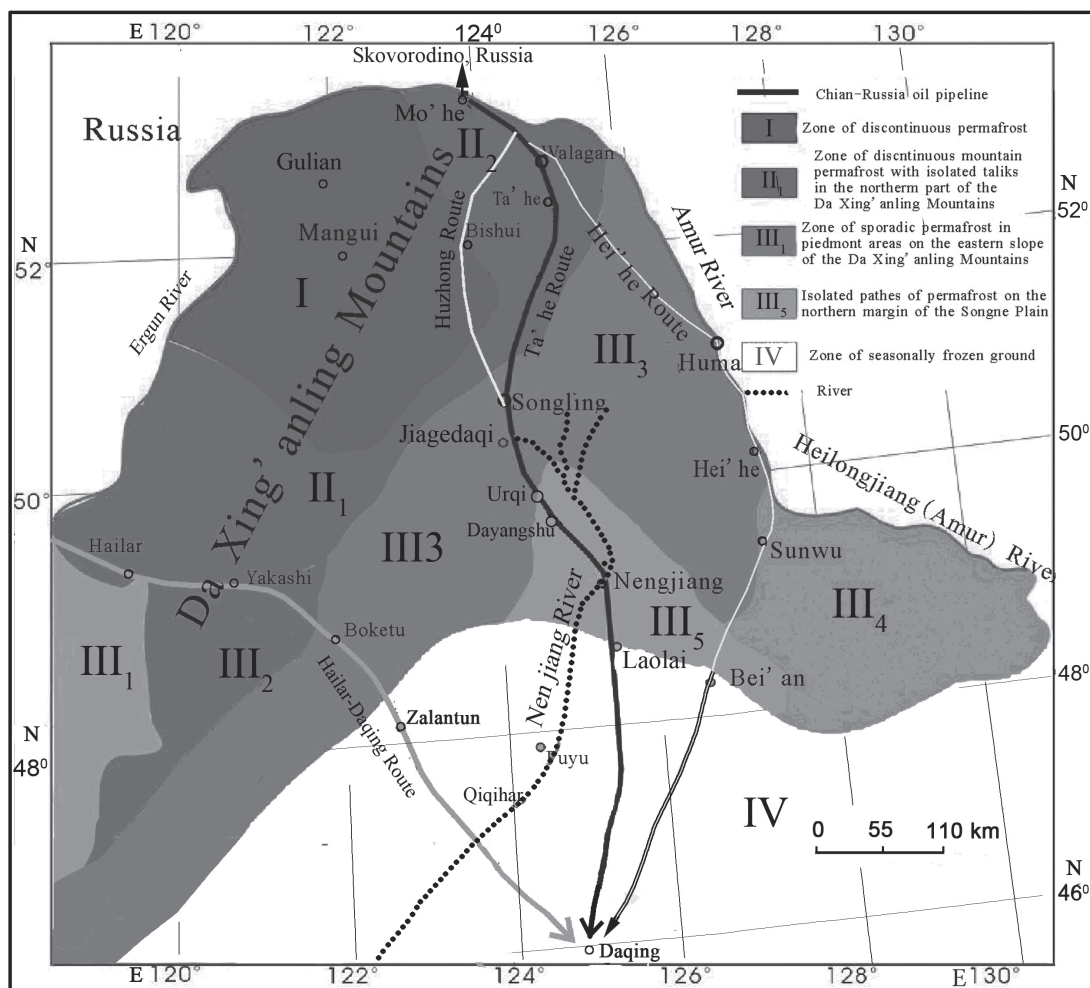 E 120° 120° 122° 124⁰ 126° 128° 130°
Skovorodino, Russia
Mo' he
Russia
II₂
Gulian
Walagan
Ta' he
Mangui
Bishui
I
Huzhong Route
Ta' he Route
Hei' he Route
Amur River
Ergun River
Da Xing' anling Mountains
III₃
Huma
Songling
Jiagedaqi
Hei' he
Heilongjiang (Amur) River
II₁
Urqi
Dayangshu
III3
Sunwu
Hailar
Yakashi
Nengjiang
III₄
Boketu
III₅
III₁
III₂
Laolai
Bei' an
Nen jiang River
Hailar-Daqing Route
Zalantun
Fuyu
Qiqihar
IV
0 55 110 km
Daqing
Chian-Russia oil pipeline
I Zone of discontinuous permafrost
II₁ Zone of discntinuous mountain
permafrost with isolated taliks
in the northerm part of the
Da Xing' anling Mountains
III₁ Zone of sporadic permafrost in
piedmont areas on the eastern slope
of the Da Xing' anling Mountains
III₅ Isolated pathes of permafrost on the
northern margin of the Songne Plain
IV Zone of seasonally frozen ground
River
N
52°
50°
N
48⁰
N
52⁰
50⁰
48⁰
N
46⁰
E 120° 122° 124° 126° 128° E130°